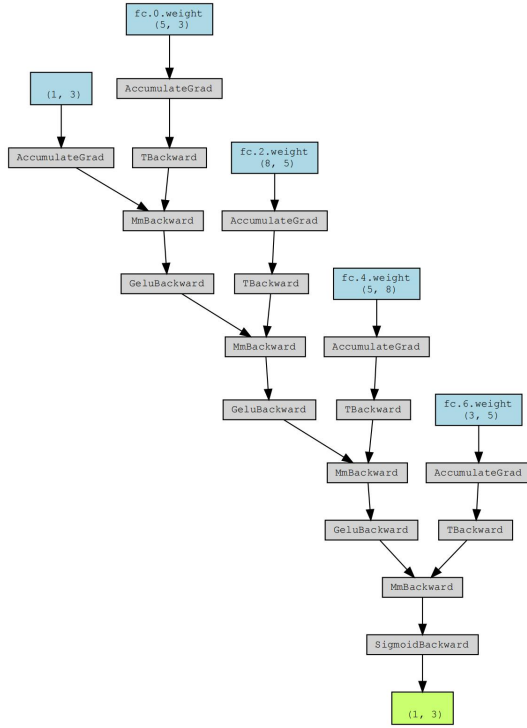 fc.0.weight
(5, 3)
(1, 3)
AccumulateGrad
AccumulateGrad
TBackward
fc.2.weight
(8, 5)
MmBackward
AccumulateGrad
GeluBackward
TBackward
fc.4.weight
(5, 8)
MmBackward
AccumulateGrad
GeluBackward
TBackward
fc.6.weight
(3, 5)
MmBackward
AccumulateGrad
GeluBackward
TBackward
MmBackward
SigmoidBackward
(1, 3)